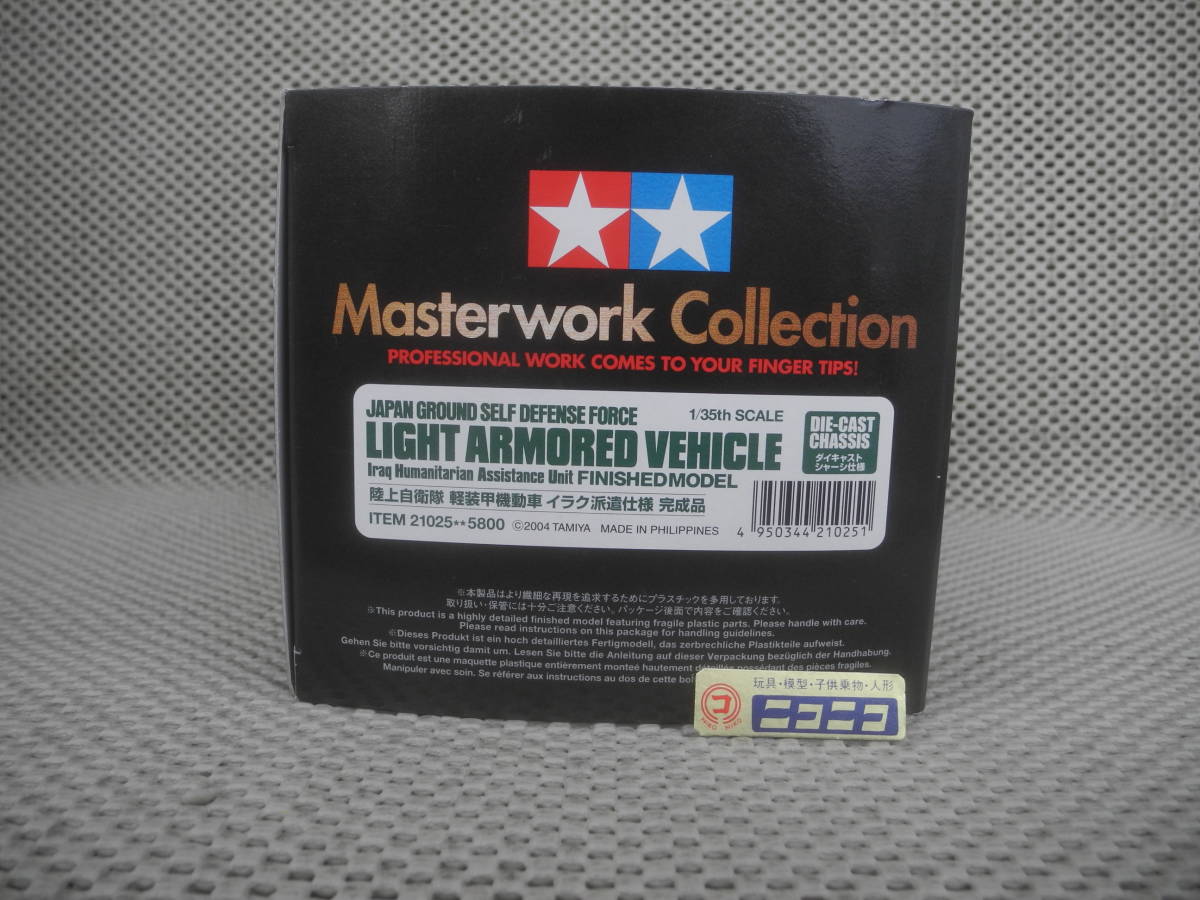 Masterwork Collection
PROFESSIONAL WORK COMES TO YOUR FINGER TIPS!
JAPAN GROUND SELF DEFENSE FORCE 1/35th SCALE
LIGHT ARMORED VEHICLE
Iraq Humanitarian Assistance Unit FINISHED MODEL
DIE-CAST
CHASSIS
ダイキャスト
シャーシ仕様
陸上自衛隊 軽装甲機動車 イラク派遣仕様 完成品
ITEM 21025**5800 ©2004 TAMIYA MADE IN PHILIPPINES
4 950344 210251
※本製品はより繊細な再現を追求するためにプラスチックを多用しております。
取り扱い・保管には十分ご注意ください。パッケージ後面で内容をご確認ください。
※This product is a highly detailed finished model featuring fragile plastic parts. Please handle with care.
Please read instructions on this package for handling guidelines.
※Dieses Produkt ist ein hoch detailliertes Fertigmodell, das zerbrechliche Plastikteile aufweist.
Gehen Sie bitte vorsichtig damit um. Lesen Sie bitte die Anleitung auf dieser Verpackung bezüglich der Handhabung.
※Ce produit est une maquette plastique entièrement monteé hautement détaillés possédant des pièces fragiles.
Manipuler avec soin. Se référer aux instructions au dos de cette
玩具・模型・子供乗物・人形
コ
NIKO NIKO
ニコニコ